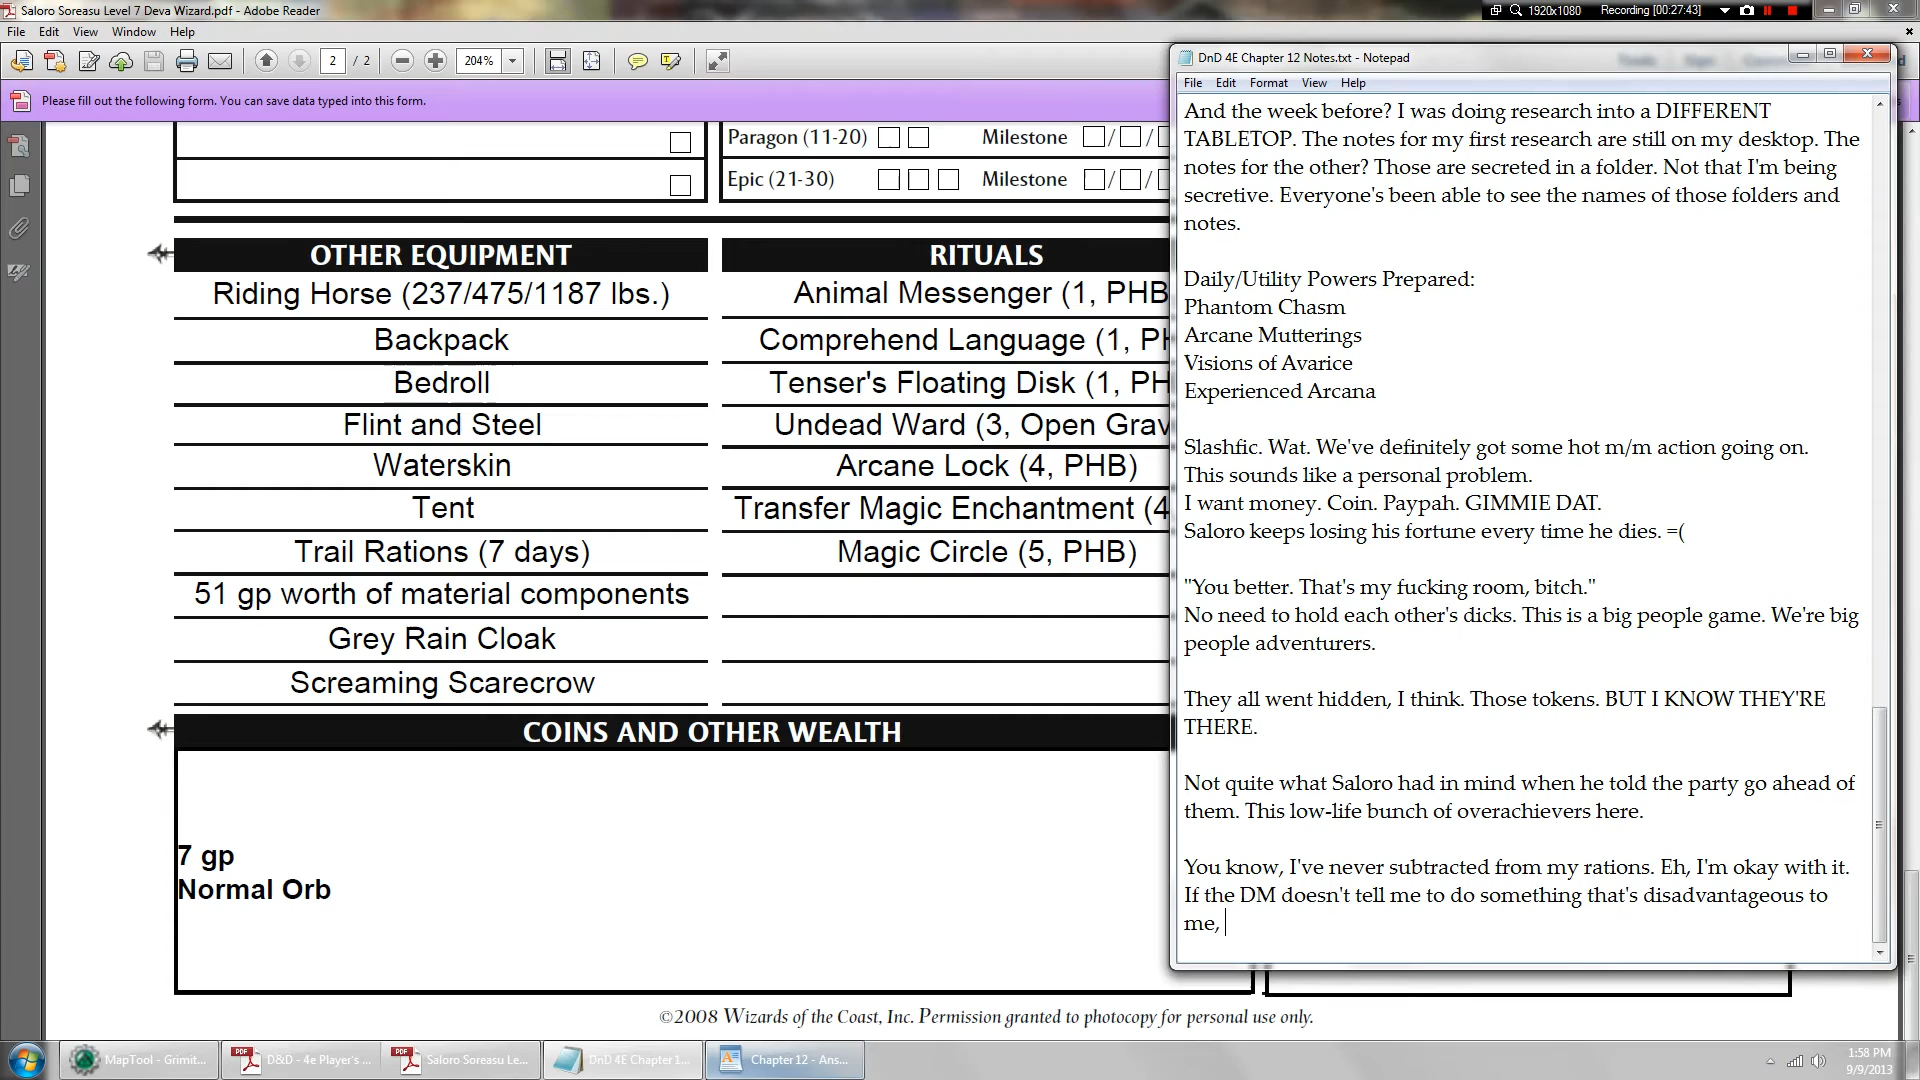 Saloro Soreasu Level 7 Deva Wizard.pdf - Adobe Reader
1920x1080
Recording [00:27:43]
File Edit View Window Help
2 / 2
204%
Please fill out the following form. You can save data typed into this form.
Paragon (11-20) Milestone / /
Epic (21-30) Milestone / /
OTHER EQUIPMENT
Riding Horse (237/475/1187 lbs.)
Backpack
Bedroll
Flint and Steel
Waterskin
Tent
Trail Rations (7 days)
51 gp worth of material components
Grey Rain Cloak
Screaming Scarecrow
RITUALS
Animal Messenger (1, PHB
Comprehend Language (1, PH
Tenser's Floating Disk (1, PH
Undead Ward (3, Open Grav
Arcane Lock (4, PHB)
Transfer Magic Enchantment (4
Magic Circle (5, PHB)
COINS AND OTHER WEALTH
7 gp
Normal Orb
©2008 Wizards of the Coast, Inc. Permission granted to photocopy for personal use only.
DnD 4E Chapter 12 Notes.txt - Notepad
File Edit Format View Help
And the week before? I was doing research into a DIFFERENT
TABLETOP. The notes for my first research are still on my desktop. The
notes for the other? Those are secreted in a folder. Not that I'm being
secretive. Everyone's been able to see the names of those folders and
notes.
Daily/Utility Powers Prepared:
Phantom Chasm
Arcane Mutterings
Visions of Avarice
Experienced Arcana
Slashfic. Wat. We've definitely got some hot m/m action going on.
This sounds like a personal problem.
I want money. Coin. Paypah. GIMMIE DAT.
Saloro keeps losing his fortune every time he dies. =(
"You better. That's my fucking room, bitch."
No need to hold each other's dicks. This is a big people game. We're big
people adventurers.
They all went hidden, I think. Those tokens. BUT I KNOW THEY'RE
THERE.
Not quite what Saloro had in mind when he told the party go ahead of
them. This low-life bunch of overachievers here.
You know, I've never subtracted from my rations. Eh, I'm okay with it.
If the DM doesn't tell me to do something that's disadvantageous to
me,
MapTool - Grimit...
D&D - 4e Player's ...
Saloro Soreasu Le...
DnD 4E Chapter 1...
Chapter 12 - Ans...
1:58 PM
9/9/2013